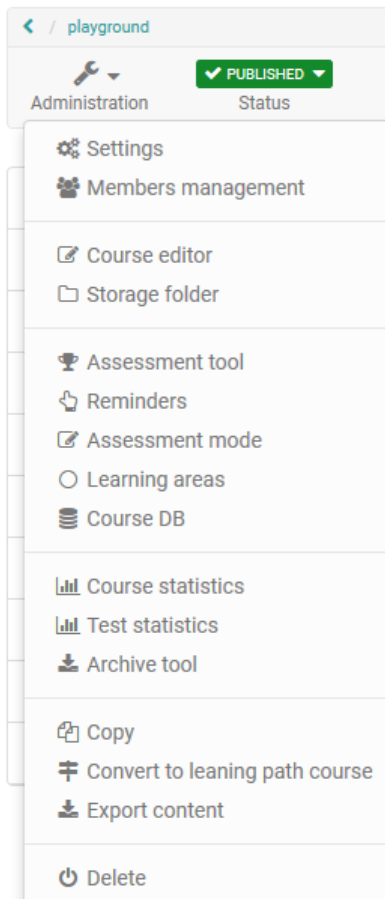 / playground
PUBLISHED
Administration
Status
Settings
Members management
Course editor
Storage folder
Assessment tool
Reminders
Assessment mode
Learning areas
Course DB
Course statistics
Test statistics
Archive tool
Copy
Convert to leaning path course
Export content
Delete